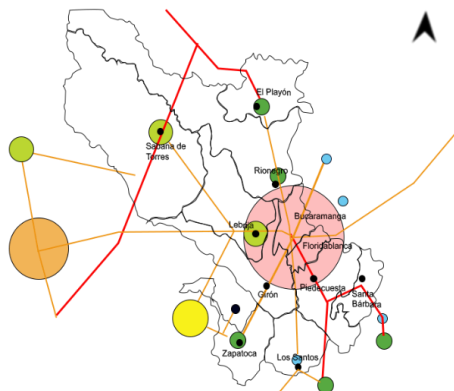 El Playón
Sabana de
Torres
Rionegro
Bucaramanga
Lebrija
Floridablanca
Piedecuesta
Girón
Santa
Bárbara
Zapatoca
Los Santos